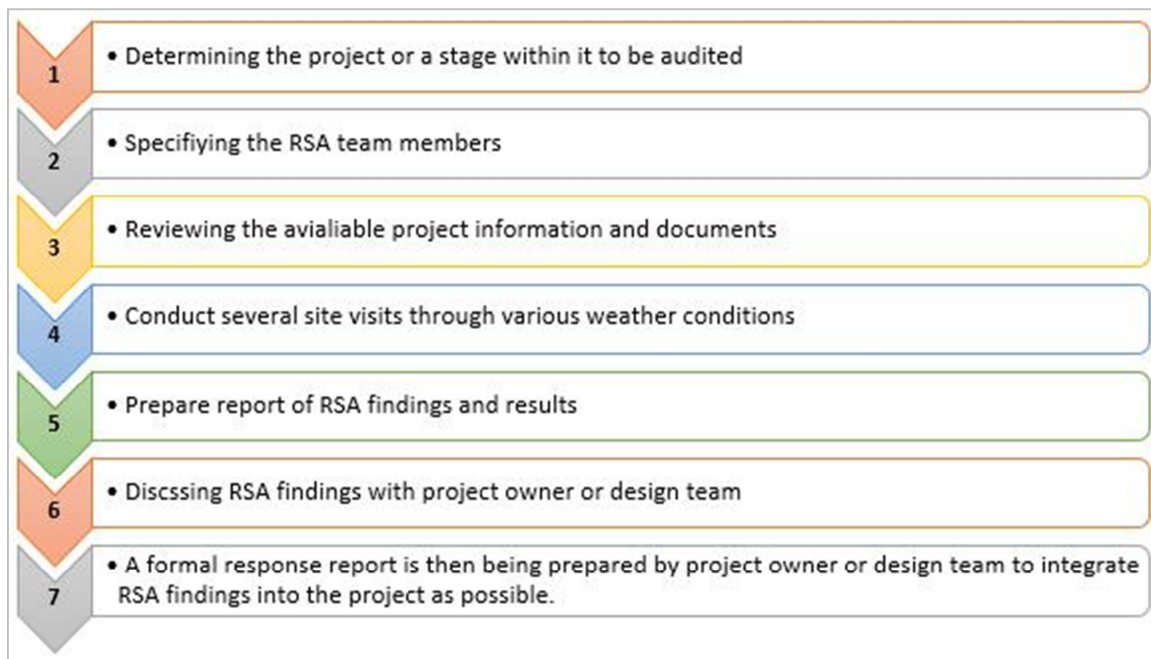 1
• Determining the project or a stage within it to be audited
2
• Specifiying the RSA team members
3
• Reviewing the avialiable project information and documents
4
• Conduct several site visits through various weather conditions
5
• Prepare report of RSA findings and results
6
• Discssing RSA findings with project owner or design team
7
• A formal response report is then being prepared by project owner or design team to integrate
RSA findings into the project as possible.